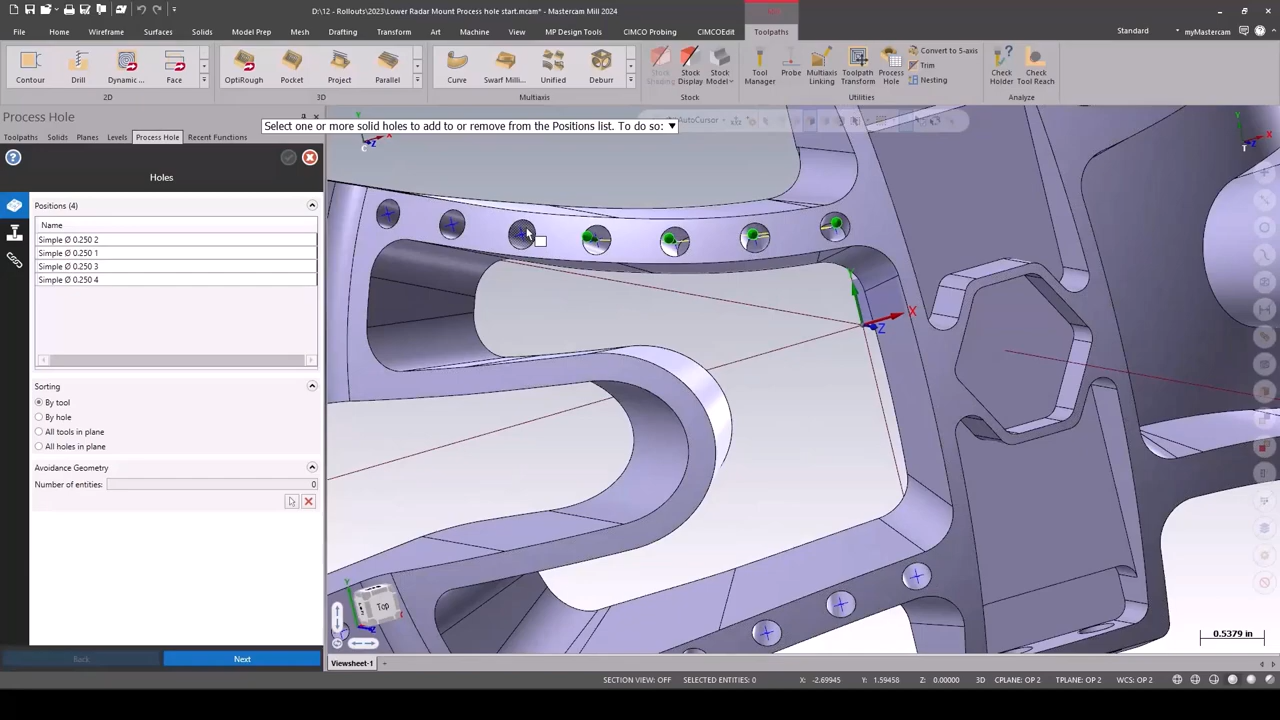 D:\12 - Rollouts\2023\Lower Radar Mount Process hole start.mcam* - Mastercam Mill 2024
File Home Wireframe Surfaces Solids Model Prep Mesh Drafting Transform Art Machine View MP Design Tools CIMCO Probing CIMCOEdit Toolpaths Standard myMastercam
Contour Drill Dynamic ... Face OptiRough Pocket Project Parallel Curve Swarf Milli... Unified Deburr
Stock Shading Stock Display Stock Model Tool Manager Probe Multiaxis Linking Toolpath Transform Process Hole Convert to 5-axis
Trim
Nesting
Check Holder Check Tool Reach
2D 3D Multiaxis Stock Utilities Analyze
Process Hole
Select one or more solid holes to add to or remove from the Positions list. To do so:
AutoCursor
Toolpaths Solids Planes Levels Process Hole Recent Functions
Holes
Positions (4)
Name
Simple Ø 0.250 2
Simple Ø 0.250 1
Simple Ø 0.250 3
Simple Ø 0.250 4
Sorting
By tool
By hole
All tools in plane
All holes in plane
Avoidance Geometry
Number of entities: 0
Back Next
X
Z
Top
0.5379 in
Viewsheet-1 +
SECTION VIEW: OFF SELECTED ENTITIES: 0 X: -2.69945 Y: 1.59458 Z: 0.00000 3D CPLANE: OP 2 TPLANE: OP 2 WCS: OP 2